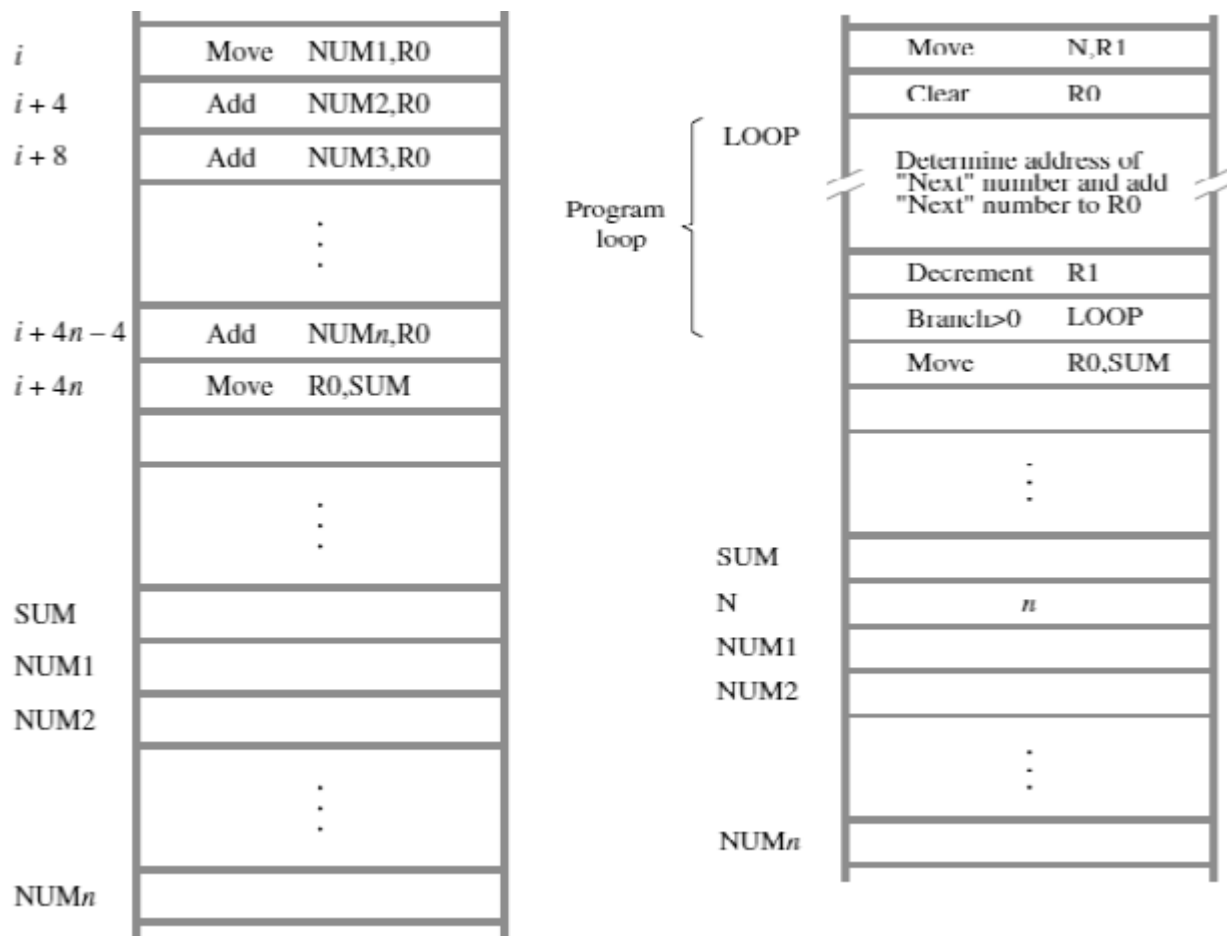 i Move NUM1,R0
i + 4 Add NUM2,R0
i + 8 Add NUM3,R0
i + 4n – 4 Add NUMn,R0
i + 4n Move R0,SUM
SUM
NUM1
NUM2
NUMn
Move N,R1
Clear R0
LOOP
Determine address of
"Next" number and add
"Next" number to R0
Program
loop
Decrement R1
Branch>0 LOOP
Move R0,SUM
SUM
N n
NUM1
NUM2
NUMn